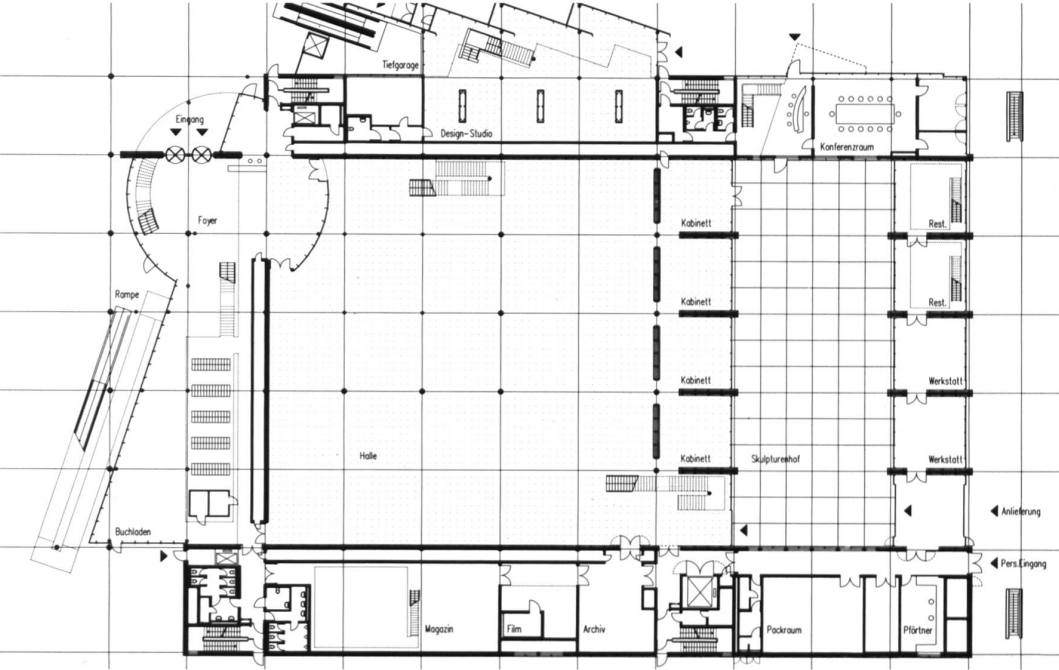 Tiefgarage
Eingang
Design-Studio
Konferenzraum
Foyer
Kabinett
Rest.
Rampe
Kabinett
Rest.
Kabinett
Werkstatt
Halle
Kabinett
Skulpturenhof
Werkstatt
Anlieferung
Buchladen
Pers.Eingang
Magazin
Film
Archiv
Packraum
Pförtner